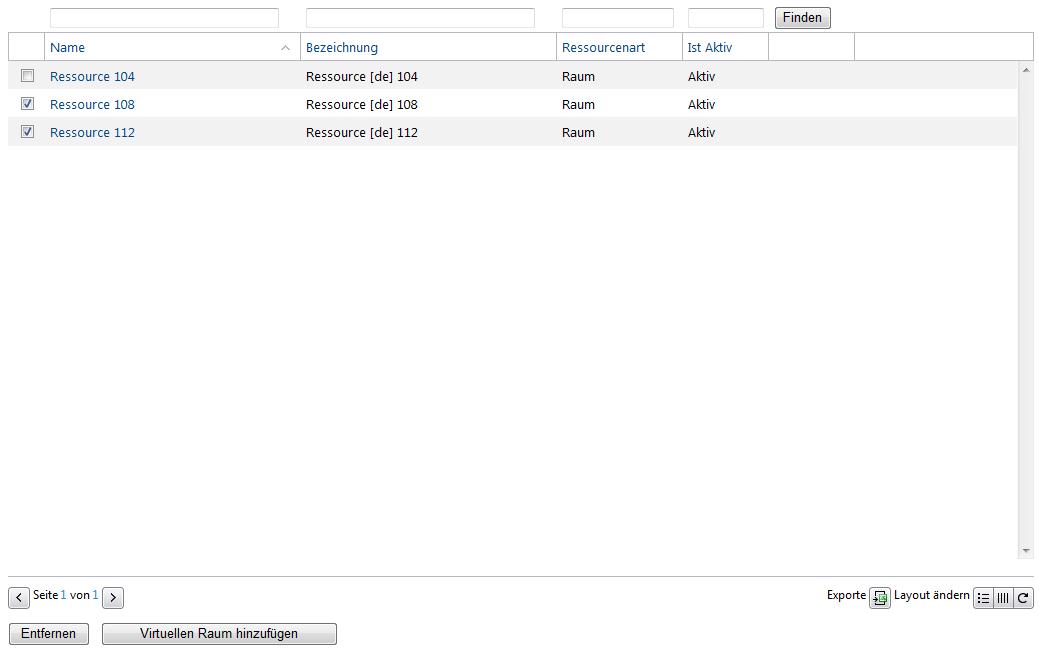 Finden
Name Bezeichnung Ressourcenart Ist Aktiv
Ressource 104 Ressource [de] 104 Raum Aktiv
Ressource 108 Ressource [de] 108 Raum Aktiv
Ressource 112 Ressource [de] 112 Raum Aktiv
Seite 1 von 1 Exporte Layout ändern
Entfernen Virtuellen Raum hinzufügen